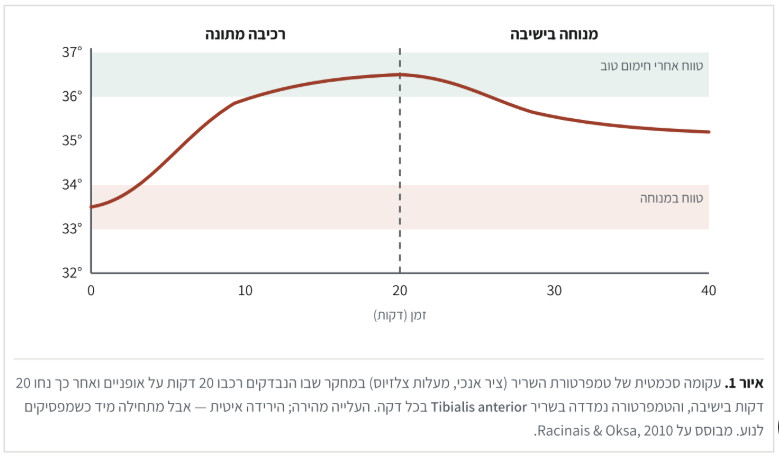 רכיבה מתונה
מנוחה בישיבה
37°
36°
35°
34°
33°
32°
טווח אחרי חימום טוב
טווח במנוחה
0
10
20
30
40
זמן (דקות)
איור 1. עקומה סכמטית של טמפרטורת השריר (ציר אנכי, מעלות צלזיוס) במחקר שבו הנבדקים רכבו 20 דקות על אופניים ואחר כך נחו 20
דקות בישיבה, והטמפרטורה נמדדה בשריר Tibialis anterior בכל דקה. העלייה מהירה; הירידה איטית — אבל מתחילה מיד כשמפסיקים
לנוע. מבוסס על Racinais & Oksa, 2010.